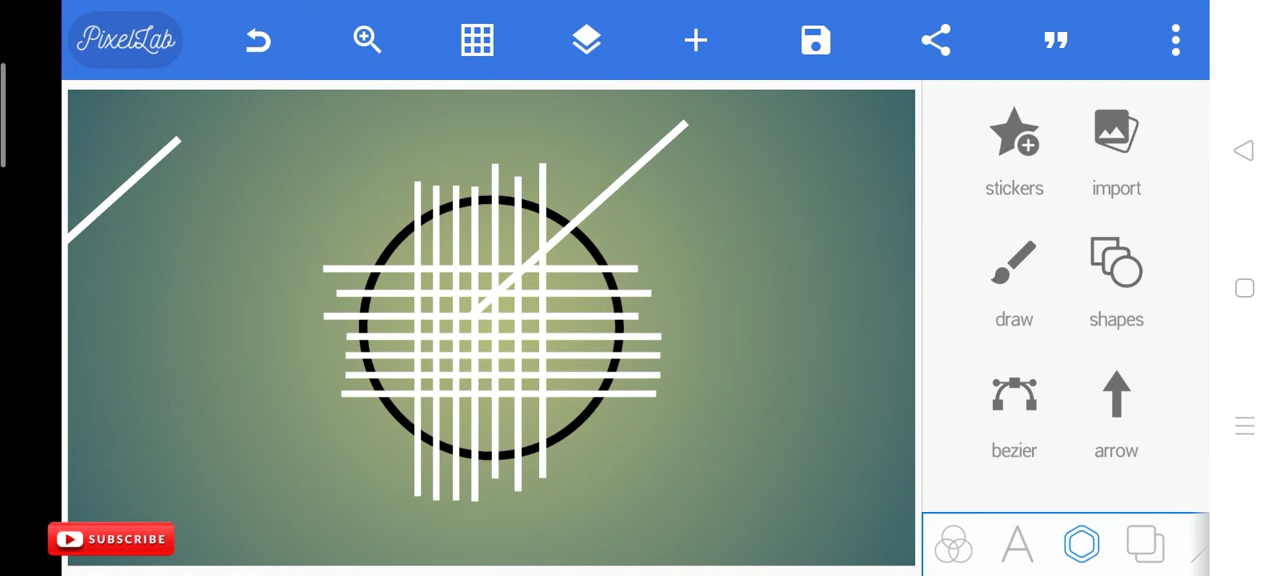 PixelLab
stickers
import
draw
shapes
bezier
arrow
SUBSCRIBE